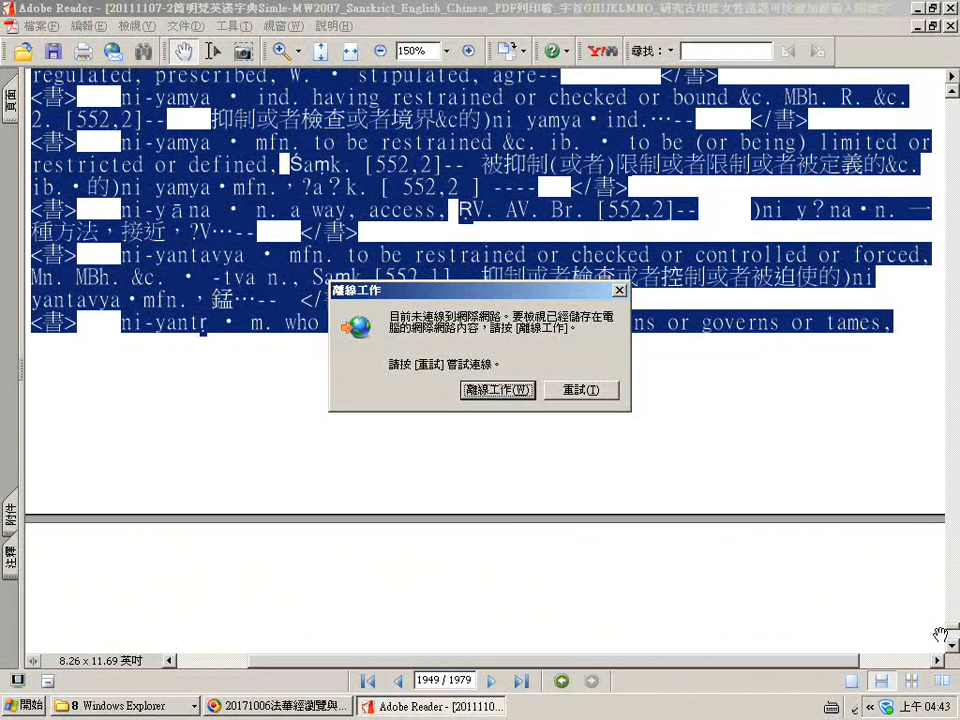 Adobe Reader - [20111107-2簡明梵英漢字典Simle-MW2007_Sanskrict_English_Chinese_PDF列印輸_字首GHIJELMNO_研究古印度女性議題可按
檔案(F) 編輯(E) 檢視(V) 文件(D) 工具(T) 視窗(W) 說明(H)
150% 尋找:
頁面
regulated, prescribed, W. • stipulated, agre-- </書>
<書> ni-yamya • ind. having restrained or checked or bound &c. MBh. R. &c.
2. [552,2]-- 抑制或者檢查或者境界&c的)ni yamya•ind.…-- </書>
<書> ni-yamya • mfn. to be restrained &c. ib. • to be (or being) limited or
restricted or defined, Śaṃk. [552,2]-- 被抑制(或者)限制或者限制或者被定義的&c.
ib.•的)ni yamya•mfn.，?a？k. [ 552,2 ] ---- </書>
<書> ni-yāna • n. a way, access, ṚV. AV. Br. [552,2]-- )ni y？na•n. 一
種方法，接近，?V…-- </書>
<書> ni-yantavya • mfn. to be restrained or checked or controlled or forced,
Mn. MBh. &c. • -tva n., Śaṃk. [552,1]-- 抑制或者檢查或者控制或者被迫使的)ni
yantavya•mfn.，錳…-- </書>
<書> ni-yantṛ • m. who ns or governs or tames,
離線工作
目前未連線到網際網路。要檢視已經儲存在電
腦的網際網路內容，請按 [離線工作]。
請按 [重試] 嘗試連線。
離線工作(W) 重試(T)
附件
注釋
8.26 x 11.69 英吋
1949 / 1979
開始 8 Windows Explorer 20171006法華經瀏覽與... Adobe Reader - [2011110... 上午 04:43